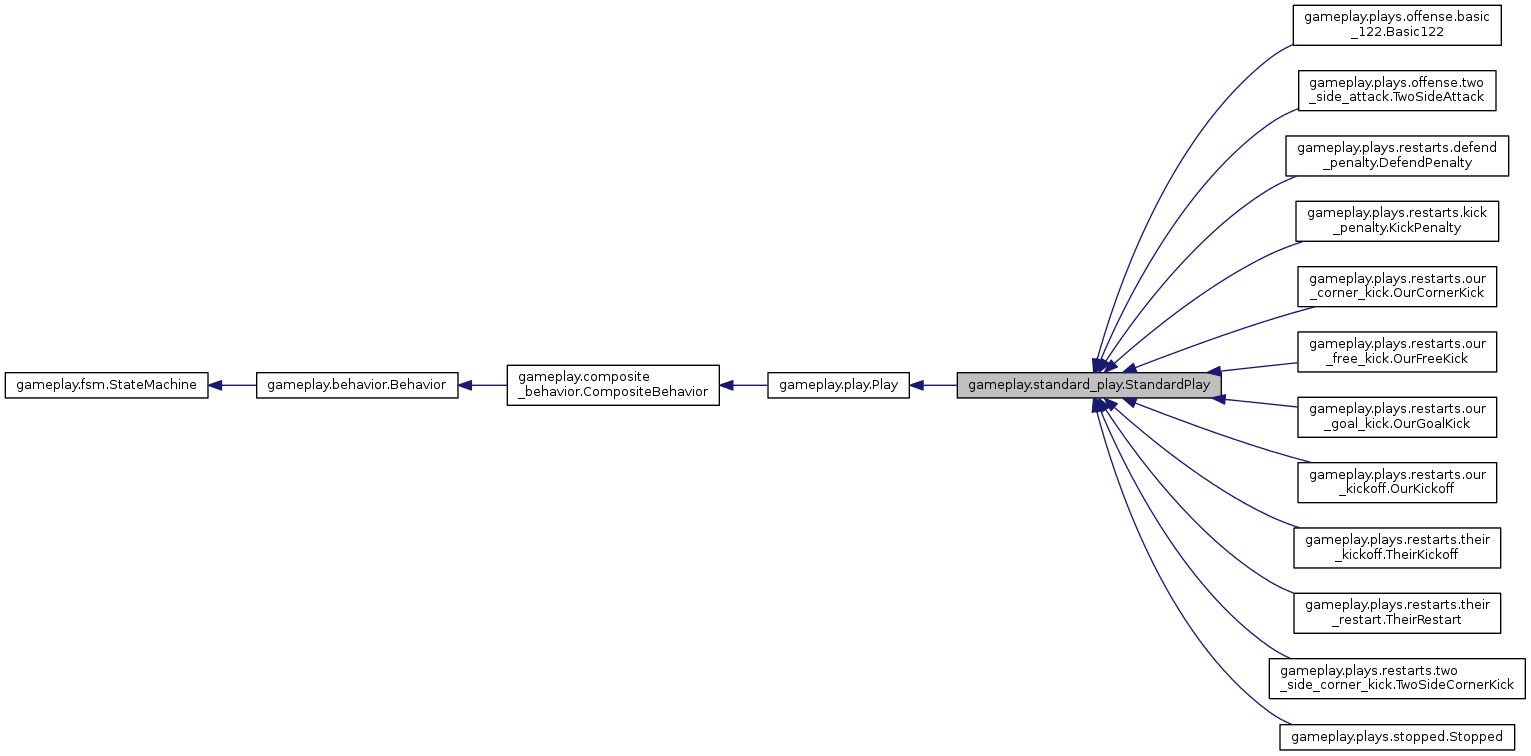 gameplay.fsm.StateMachine
gameplay.behavior.Behavior
gameplay.composite
_behavior.CompositeBehavior
gameplay.play.Play
gameplay.standard_play.StandardPlay
gameplay.plays.offense.basic
_122.Basic122
gameplay.plays.offense.two
_side_attack.TwoSideAttack
gameplay.plays.restarts.defend
_penalty.DefendPenalty
gameplay.plays.restarts.kick
_penalty.KickPenalty
gameplay.plays.restarts.our
_corner_kick.OurCornerKick
gameplay.plays.restarts.our
_free_kick.OurFreeKick
gameplay.plays.restarts.our
_goal_kick.OurGoalKick
gameplay.plays.restarts.our
_kickoff.OurKickoff
gameplay.plays.restarts.their
_kickoff.TheirKickoff
gameplay.plays.restarts.their
_restart.TheirRestart
gameplay.plays.restarts.two
_side_corner_kick.TwoSideCornerKick
gameplay.plays.stopped.Stopped